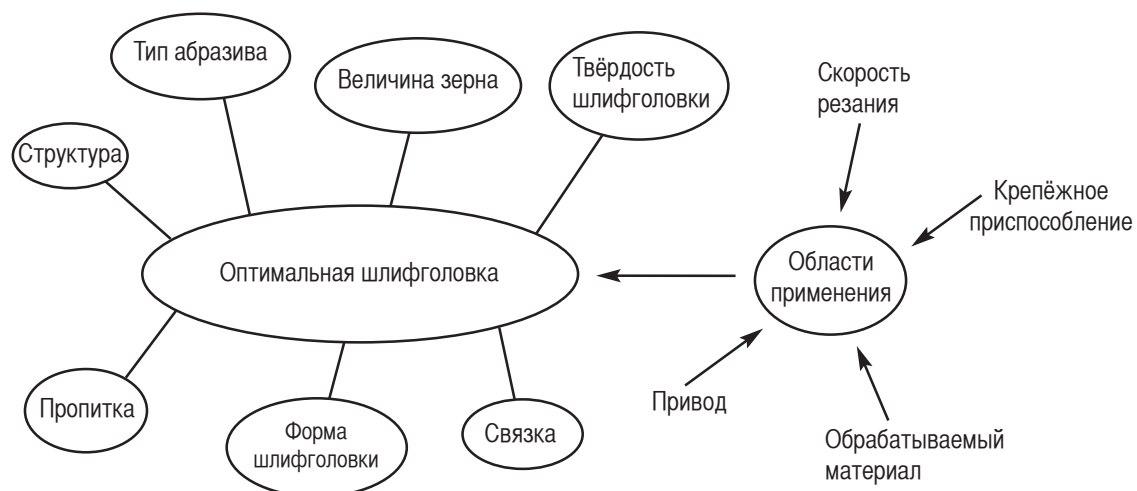 Тип абразива
Величина зерна
Твёрдость
шлифголовки
Скорость
резания
Структура
Крепёжное
приспособление
Оптимальная шлифголовка
Области
применения
Пропитка
Форма
шлифголовки
Связка
Привод
Обрабатываемый
материал